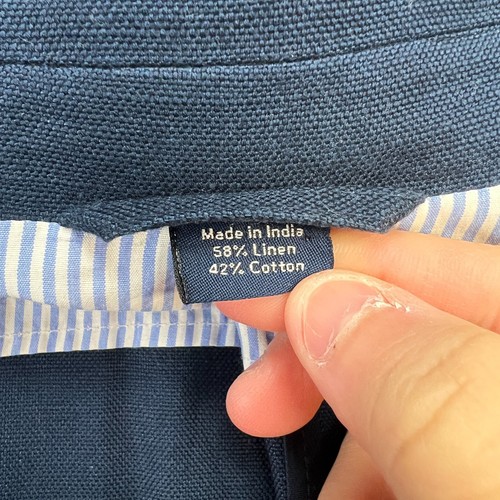 Made in India
58% Linen
42% Cotton